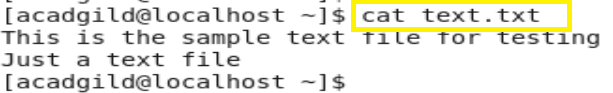 [acadgild@localhost ~]$ cat text.txt
This is the sample text file for testing
Just a text file
[acadgild@localhost ~]$